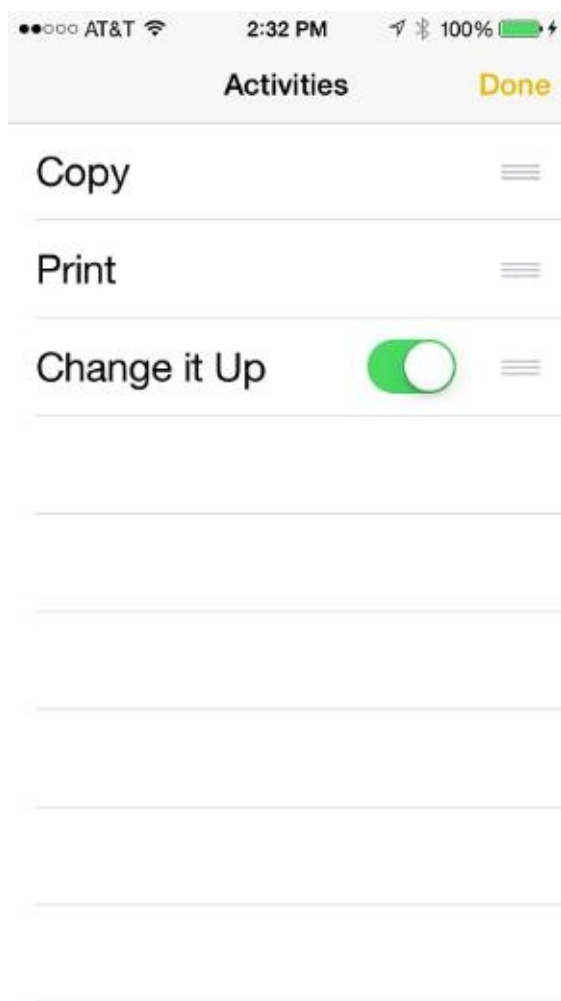 AT&T 2:32 PM 100%
Activities Done
Copy
Print
Change it Up